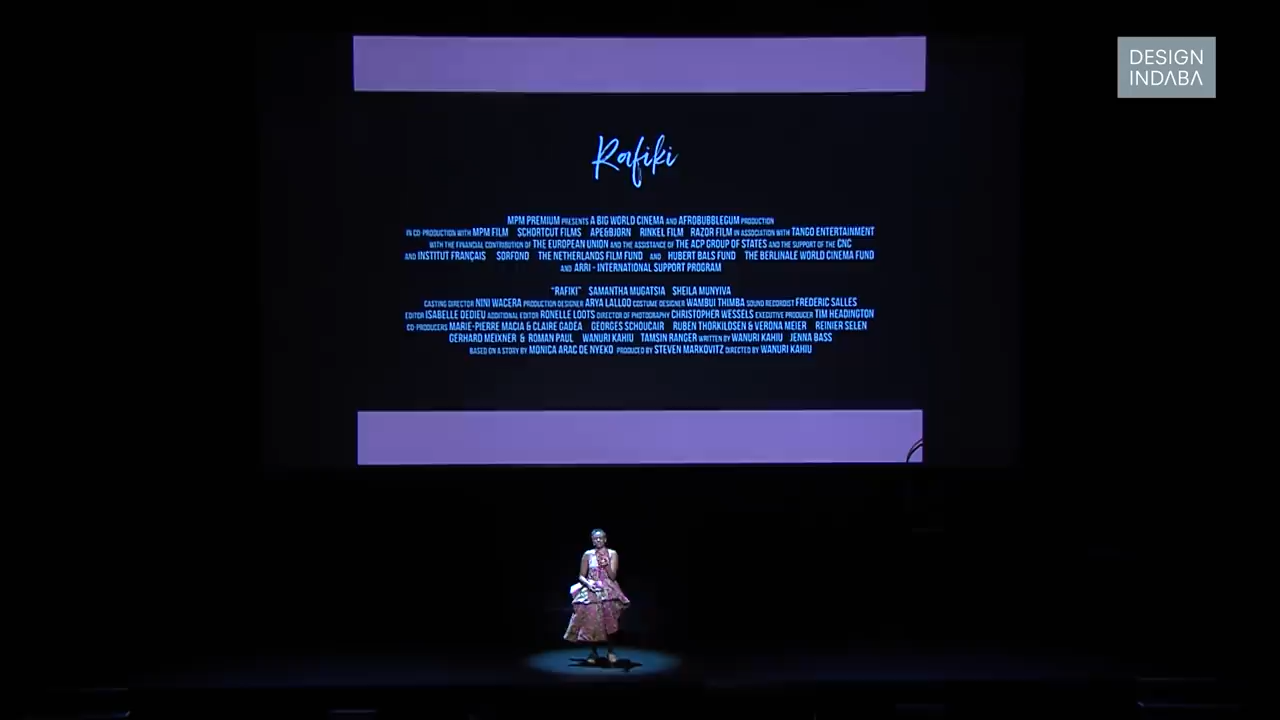 DESIGN
INDABA
Rafiki
MPM PREMIUM PRESENTS A BIG WORLD CINEMA AND AFROBUBBLEGUM PRODUCTION
IN CO-PRODUCTION WITH MPM FILM SCHORTCUT FILMS APE&BJORN RINKEL FILM RAZOR FILM IN ASSOCIATION WITH TANGO ENTERTAINMENT
WITH THE FINANCIAL CONTRIBUTION OF THE EUROPEAN UNION AND THE ASSISTANCE OF THE ACP GROUP OF STATES AND THE SUPPORT OF THE CNC
AND INSTITUT FRANÇAIS SORFOND THE NETHERLANDS FILM FUND AND HUBERT BALS FUND THE BERLINALE WORLD CINEMA FUND
AND ARRI - INTERNATIONAL SUPPORT PROGRAM
"RAFIKI" SAMANTHA MUGATSIA SHEILA MUNYIVA
CASTING DIRECTOR NINI WACERA PRODUCTION DESIGNER ARYA LALLOO COSTUME DESIGNER WAMBUI THIMBA SOUND RECORDIST FREDERIC SALLES
EDITOR ISABELLE DEDIEU ADDITIONAL EDITOR RONELLE LOOTS DIRECTOR OF PHOTOGRAPHY CHRISTOPHER WESSELS EXECUTIVE PRODUCER TIM HEADINGTON
CO-PRODUCERS MARIE-PIERRE MACIA & CLAIRE GADEA GEORGES SCHOUCAIR RUBEN THORKILDSEN & VERONA MEIER REINIER SELEN
GERHARD MEIXNER & ROMAN PAUL WANURI KAHIU TAMSIN RANGER WRITTEN BY WANURI KAHIU JENNA BASS
BASED ON A STORY BY MONICA ARAC DE NYEKO PRODUCED BY STEVEN MARKOVITZ DIRECTED BY WANURI KAHIU